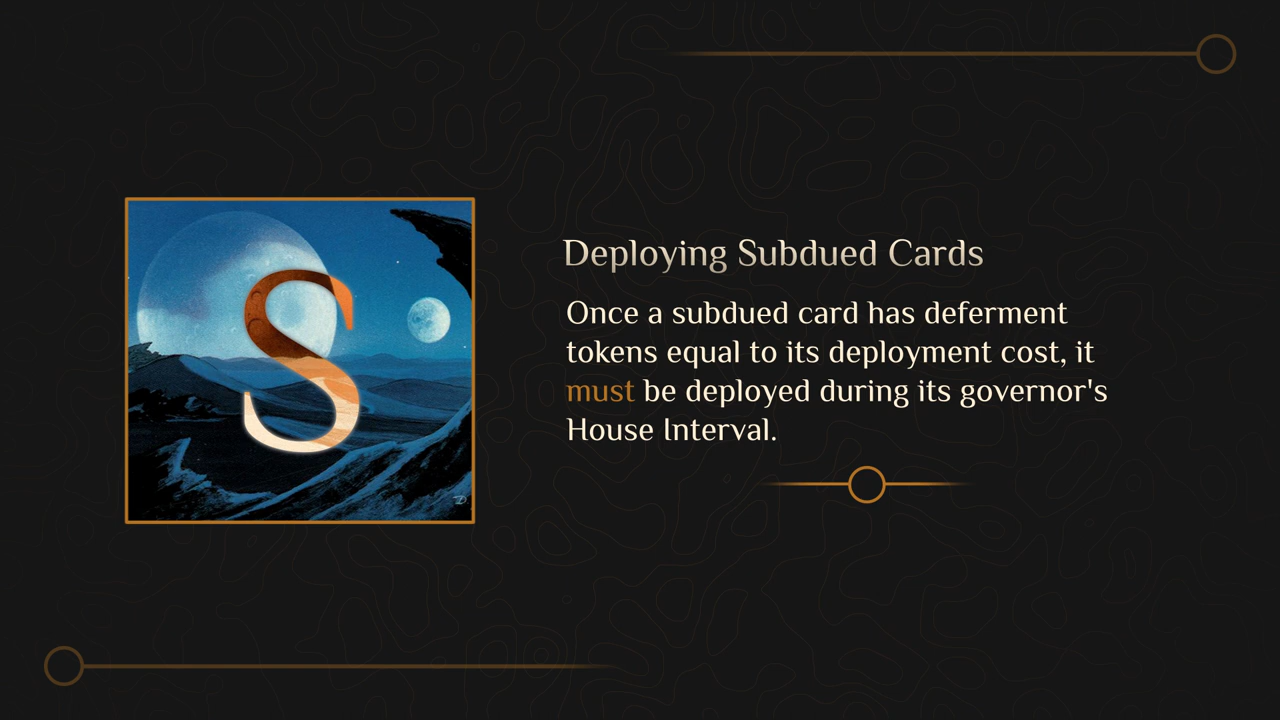 S
Deploying Subdued Cards
Once a subdued card has deferment
tokens equal to its deployment cost, it
must be deployed during its governor's
House Interval.